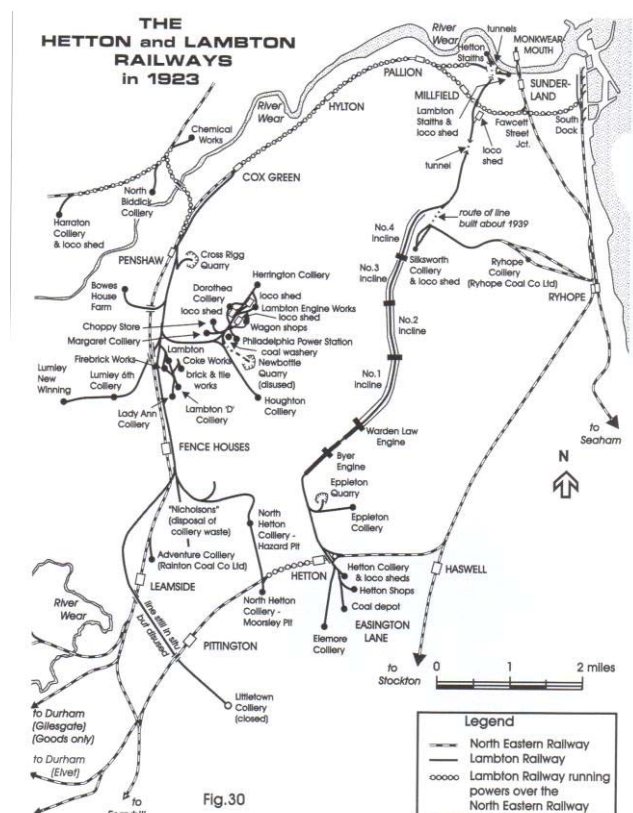 THE
HETTON and LAMBTON
RAILWAYS
in 1923
River
Wear
tunnels
Hetton
Staiths
MONKWEAR-
MOUTH
PALLION
SUNDER-
LAND
MILLFIELD
River
Wear
HYLTON
Lambton
Staiths &
loco shed
Fawcett
Street
Jct.
South
Dock
Chemical
Works
loco
shed
tunnel
COX GREEN
North
Biddick
Colliery
Harraton
Colliery
& loco shed
No.4
incline
route of line
built about 1939
PENSHAW
Cross Rigg
Quarry
No.3
incline
Silksworth
Colliery
& loco shed
Ryhope
Colliery
(Ryhope Coal Co Ltd)
RYHOPE
Bowes
House
Farm
Herrington Colliery
Dorothea
Colliery
loco shed
loco shed
Lambton Engine Works
loco shed
Choppy Store
Wagon shops
Margaret Colliery
Philadelphia Power Station
coal washery
No.2
incline
Firebrick Works
Lambton
Coke Works
brick & tile
works
Newbottle
Quarry
(disused)
No.1
incline
Lumley
New
Winning
Lumley 6th
Colliery
Houghton
Colliery
Lady Ann
Colliery
Lambton 'D'
Colliery
Warden Law
Engine
to
Seaham
FENCE HOUSES
Byer
Engine
N
Eppleton
Quarry
"Nicholsons"
(disposal of
colliery waste)
North
Hetton
Colliery -
Hazard Pit
Eppleton
Colliery
Adventure Colliery
(Rainton Coal Co Ltd)
HETTON
Hetton Colliery
& loco sheds
HASWELL
LEAMSIDE
Hetton Shops
North Hetton
Colliery -
Moorsley Pit
Coal depot
River
Wear
line still in situ
but disused
EASINGTON
LANE
Elemore
Colliery
PITTINGTON
to
Stockton
0 1 2 miles
Littletown
Colliery
(closed)
to Durham
(Gilesgate)
(Goods only)
to Durham
(Elvet)
Legend
North Eastern Railway
Lambton Railway
Lambton Railway running
powers over the
North Eastern Railway
Fig.30
to